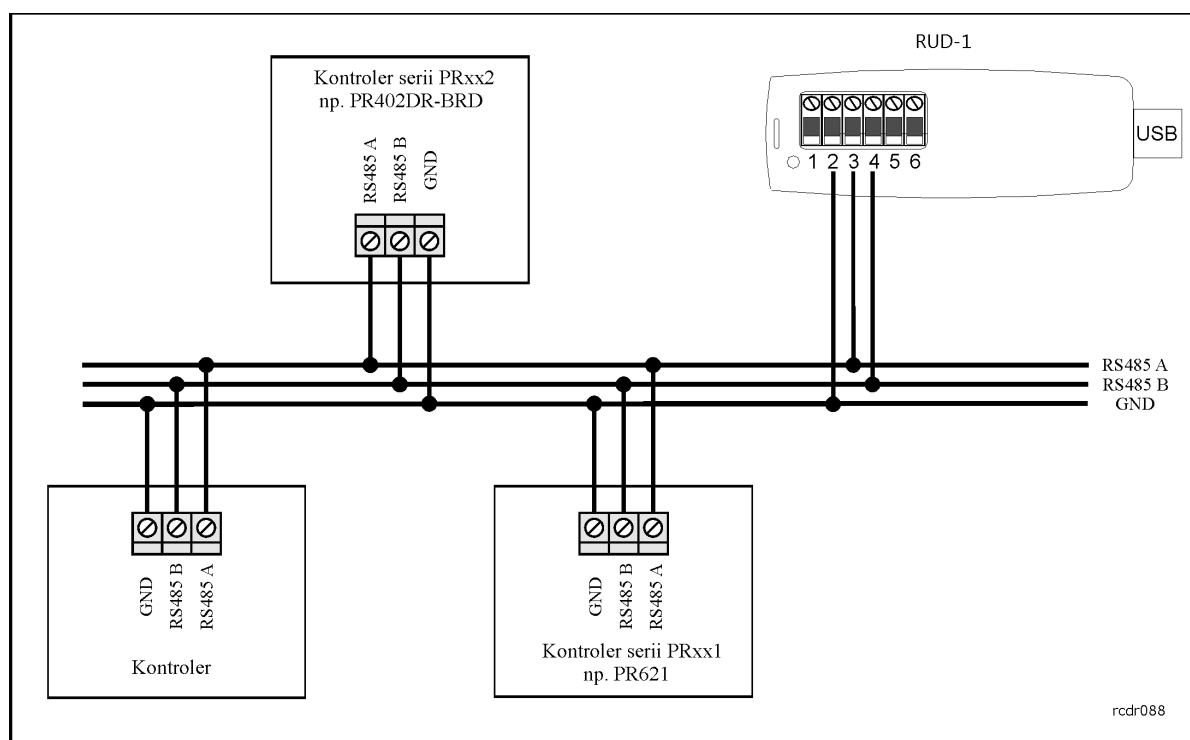 RUD-1
Kontroler serii PRxx2
np. PR402DR-BRD
RS485 A
RS485 B
GND
USB
1 2 3 4 5 6
RS485 A
RS485 B
GND
GND
RS485 B
RS485 A
Kontroler
GND
RS485 B
RS485 A
Kontroler serii PRxx1
np. PR621
rcdr088